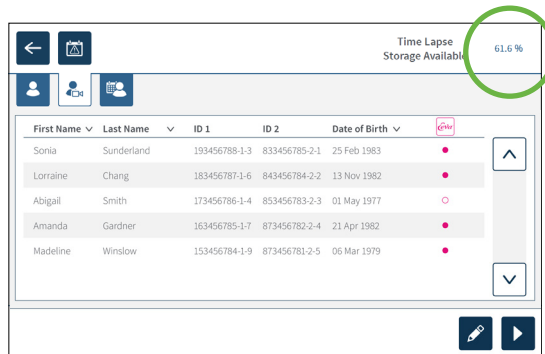 Time Lapse
Storage Available 61.6 %
First Name Last Name ID 1 ID 2 Date of Birth Geri
Sonia Sunderland 193456788-1-3 833456785-2-1 25 Feb 1983
Lorraine Chang 183456787-1-6 843456784-2-2 13 Nov 1982
Abigail Smith 173456786-1-4 853456783-2-3 01 May 1977
Amanda Gardner 163456785-1-7 873456782-2-4 21 Apr 1982
Madeline Winslow 153456784-1-9 873456781-2-5 06 Mar 1979